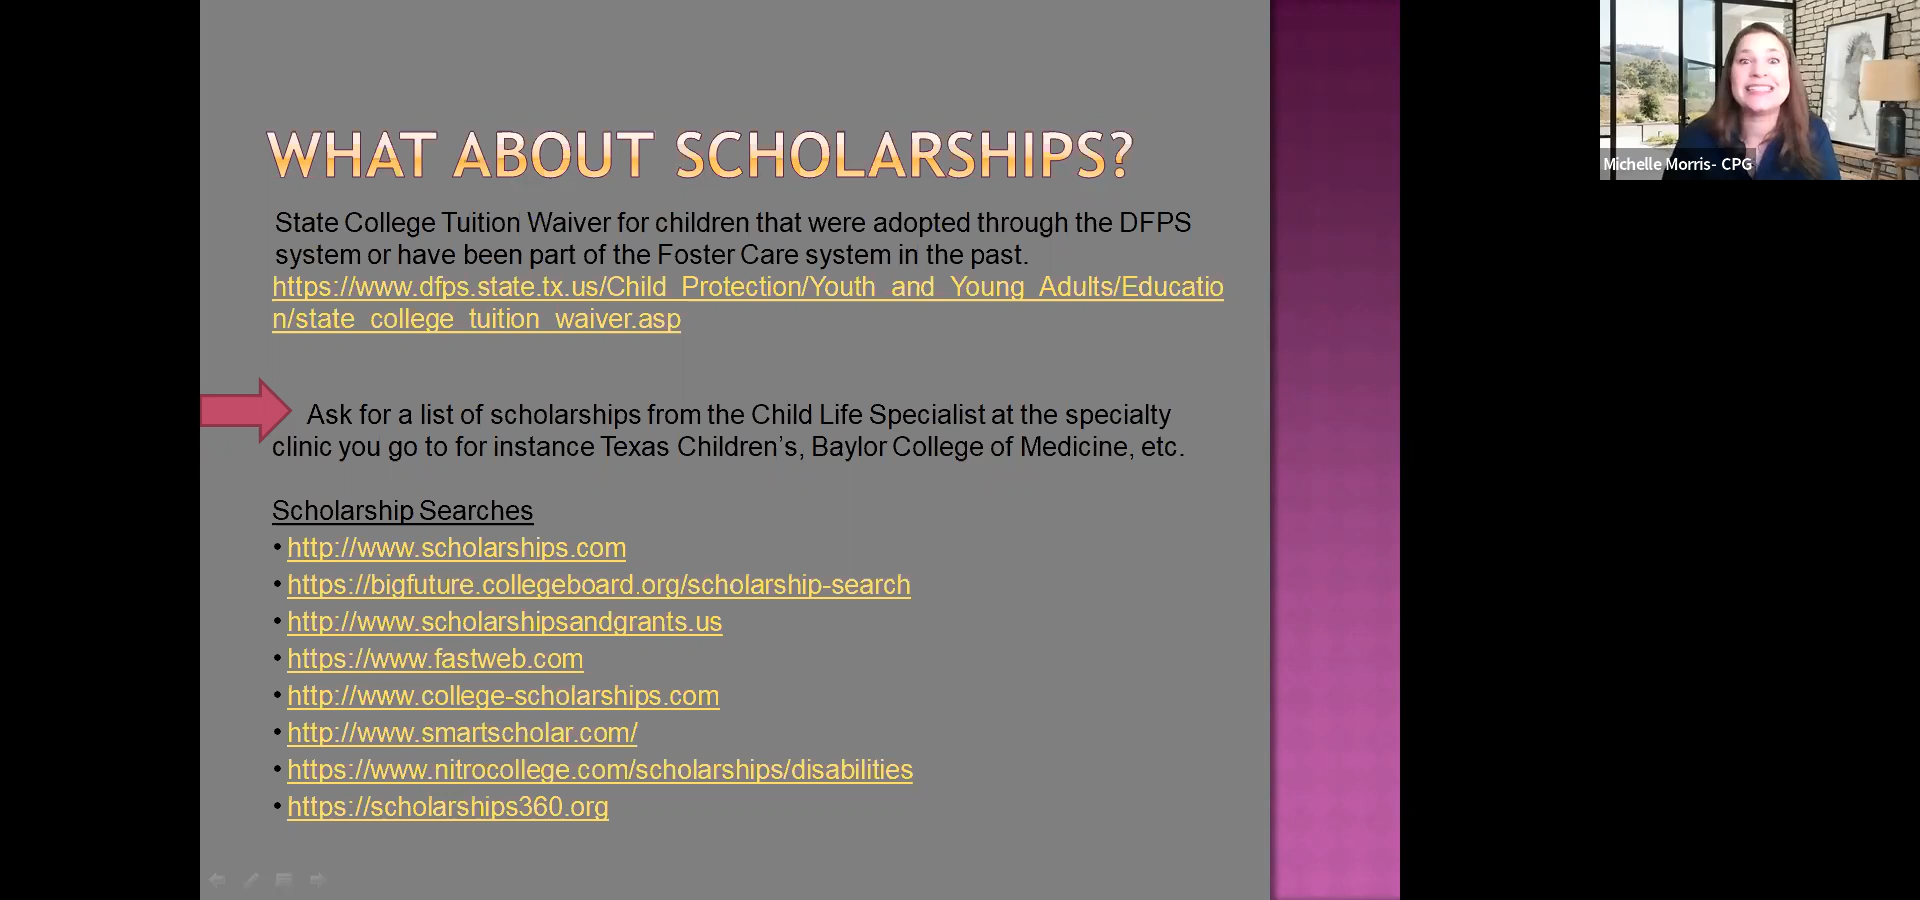 WHAT ABOUT SCHOLARSHIPS?
State College Tuition Waiver for children that were adopted through the DFPS
system or have been part of the Foster Care system in the past.
https://www.dfps.state.tx.us/Child_Protection/Youth_and_Young_Adults/Educatio
n/state_college_tuition_waiver.asp
Ask for a list of scholarships from the Child Life Specialist at the specialty
clinic you go to for instance Texas Children’s, Baylor College of Medicine, etc.
Scholarship Searches
• http://www.scholarships.com
• https://bigfuture.collegeboard.org/scholarship-search
• http://www.scholarshipsandgrants.us
• https://www.fastweb.com
• http://www.college-scholarships.com
• http://www.smartscholar.com/
• https://www.nitrocollege.com/scholarships/disabilities
• https://scholarships360.org
Michelle Morris- CPG